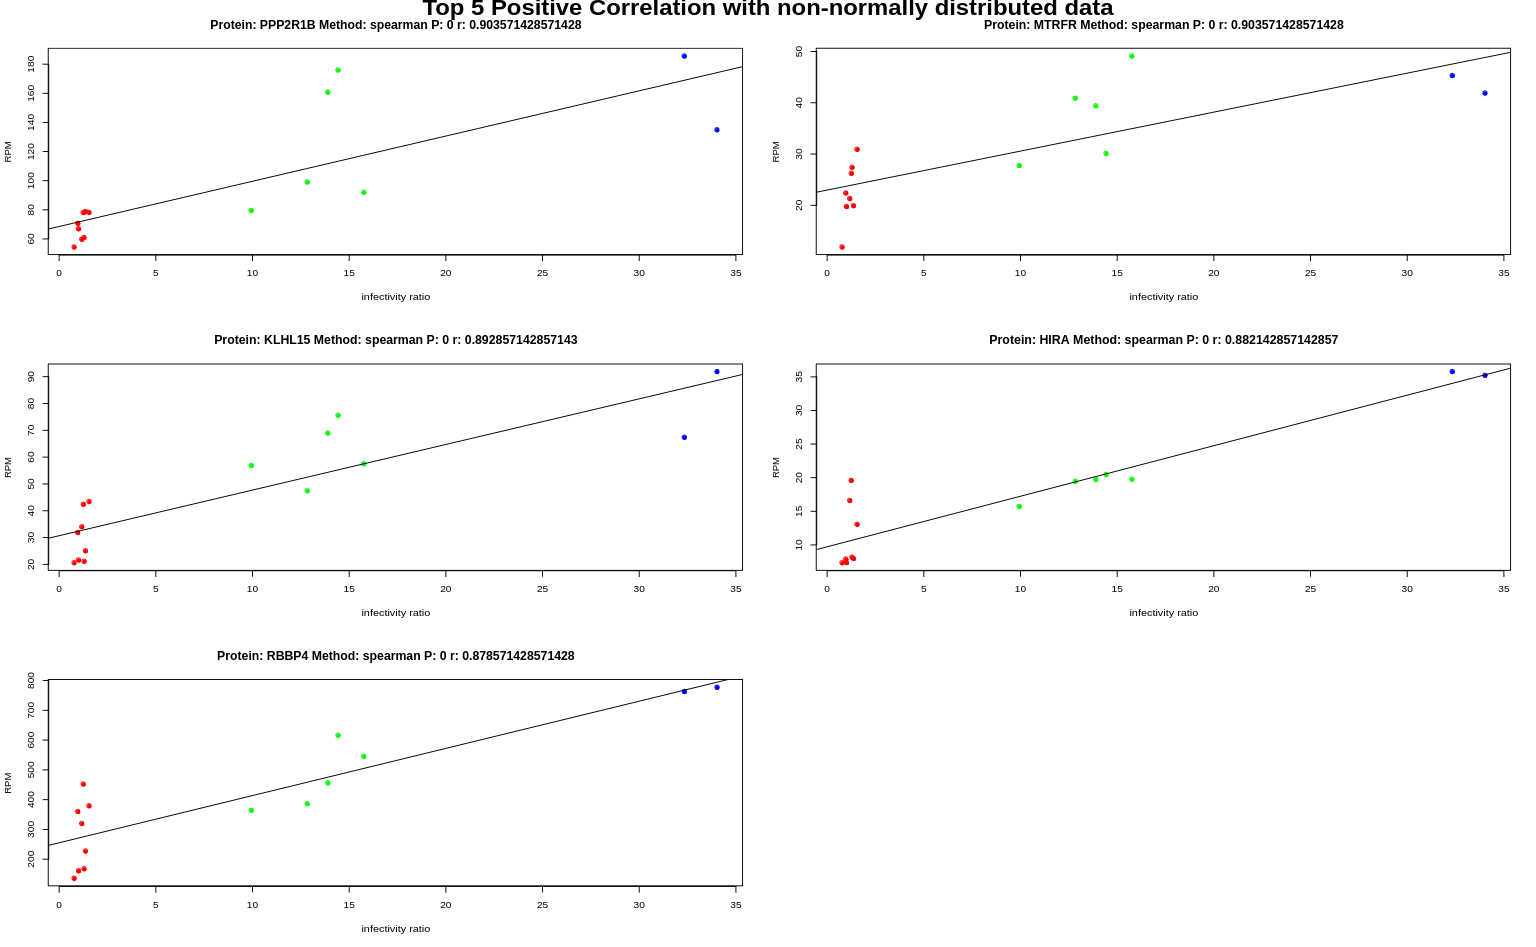 Top 5 Positive Correlation with non-normally distributed data
Protein: PPP2R1B Method: spearman P: 0 r: 0.903571428571428
RPM
180
160
140
120
100
80
60
0 5 10 15 20 25 30 35
infectivity ratio
Protein: MTRFR Method: spearman P: 0 r: 0.903571428571428
RPM
50
40
30
20
0 5 10 15 20 25 30 35
infectivity ratio
Protein: KLHL15 Method: spearman P: 0 r: 0.892857142857143
RPM
90
80
70
60
50
40
30
20
0 5 10 15 20 25 30 35
infectivity ratio
Protein: HIRA Method: spearman P: 0 r: 0.882142857142857
RPM
35
30
25
20
15
10
0 5 10 15 20 25 30 35
infectivity ratio
Protein: RBBP4 Method: spearman P: 0 r: 0.878571428571428
RPM
800
700
600
500
400
300
200
0 5 10 15 20 25 30 35
infectivity ratio